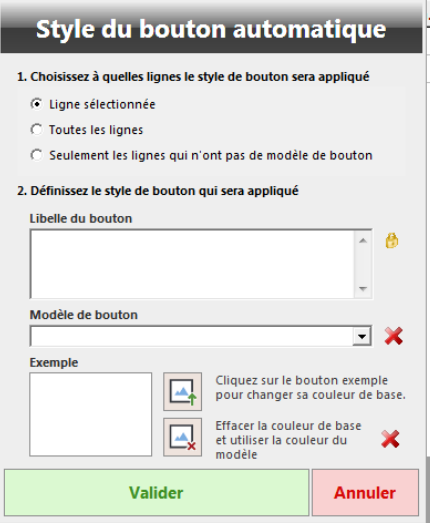 Style du bouton automatique
1. Choisissez à quelles lignes le style de bouton sera appliqué
Ligne sélectionnée
Toutes les lignes
Seulement les lignes qui n'ont pas de modèle de bouton
2. Définissez le style de bouton qui sera appliqué
Libelle du bouton
Modèle de bouton
Exemple
Cliquez sur le bouton exemple
pour changer sa couleur de base.
Effacer la couleur de base
et utiliser la couleur du
modèle
Valider
Annuler